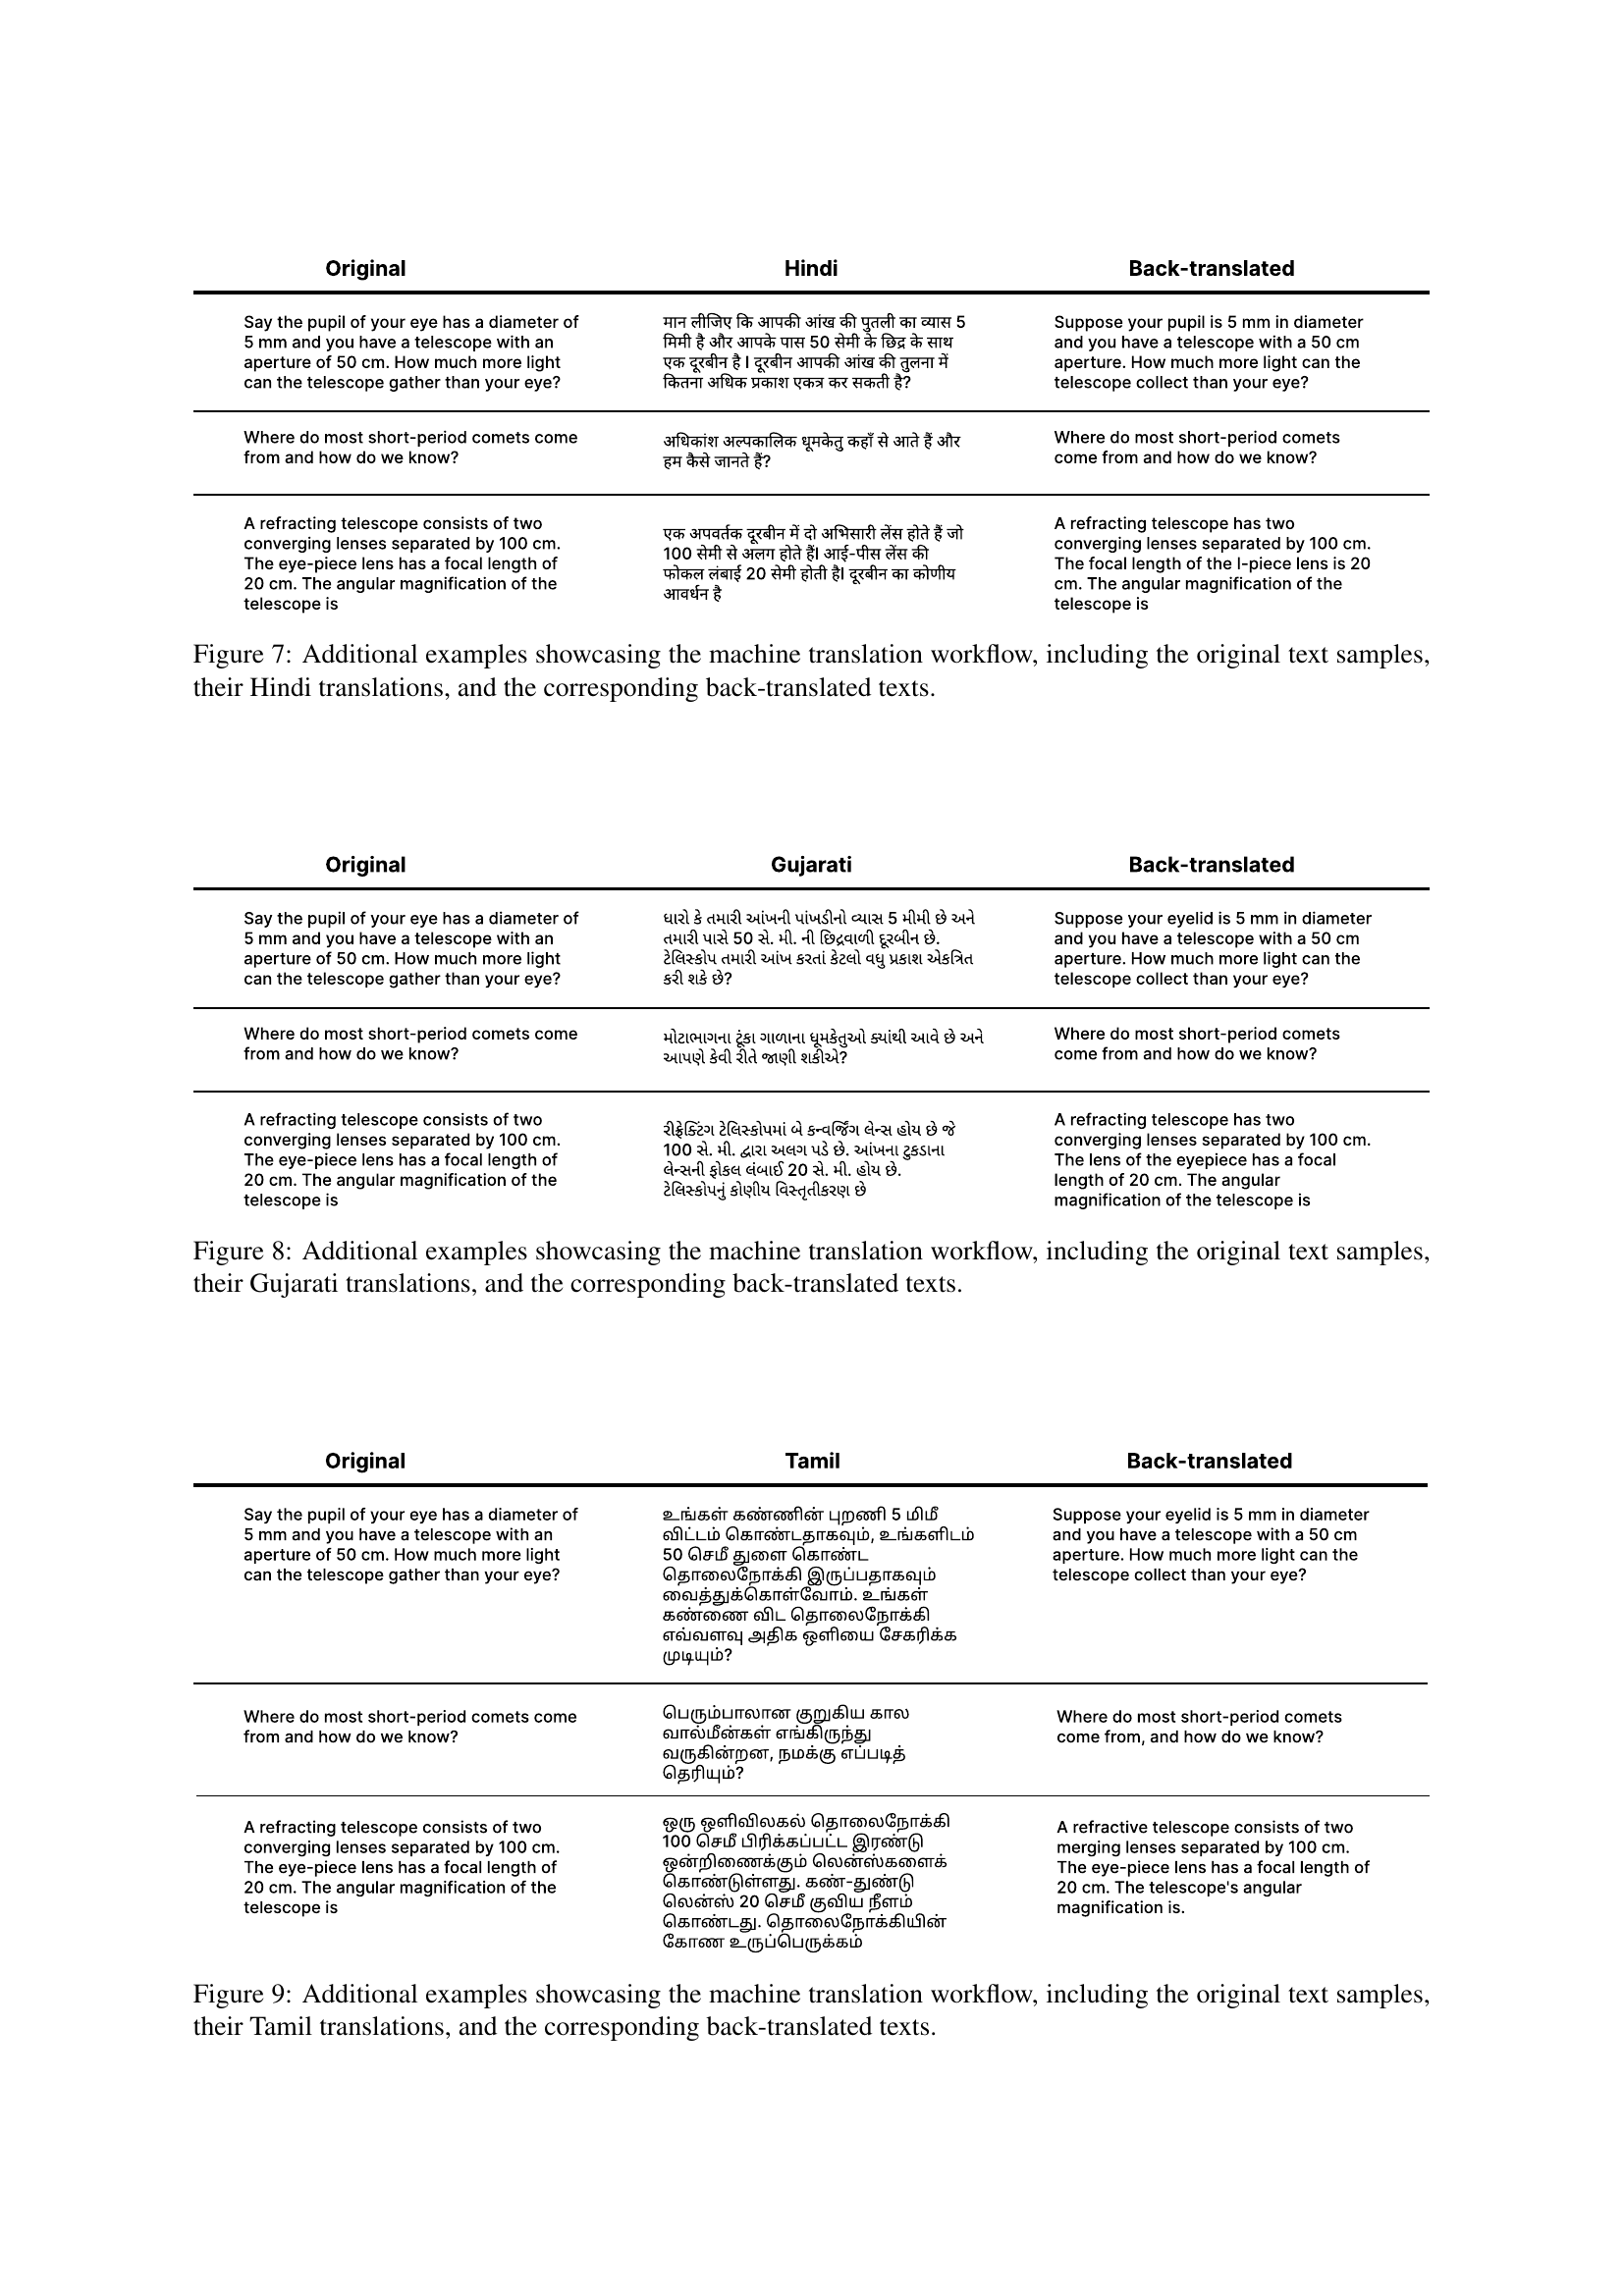 Original Hindi Back-translated
Say the pupil of your eye has a diameter of
5 mm and you have a telescope with an
aperture of 50 cm. How much more light
can the telescope gather than your eye?
मान लीजिए कि आपकी आंख की पुतली का व्यास 5
मिमी है और आपके पास 50 सेमी के छिद्र के साथ
एक दूरबीन है I दूरबीन आपकी आंख की तुलना में
कितना अधिक प्रकाश एकत्र कर सकती है?
Suppose your pupil is 5 mm in diameter
and you have a telescope with a 50 cm
aperture. How much more light can the
telescope collect than your eye?
Where do most short-period comets come
from and how do we know?
अधिकांश अल्पकालिक धूमकेतु कहाँ से आते हैं और
हम कैसे जानते हैं?
Where do most short-period comets
come from and how do we know?
A refracting telescope consists of two
converging lenses separated by 100 cm.
The eye-piece lens has a focal length of
20 cm. The angular magnification of the
telescope is
एक अपवर्तक दूरबीन में दो अभिसारी लेंस होते हैं जो
100 सेमी से अलग होते हैंI आई-पीस लेंस की
फोकल लंबाई 20 सेमी होती हैI दूरबीन का कोणीय
आवर्धन है
A refracting telescope has two
converging lenses separated by 100 cm.
The focal length of the I-piece lens is 20
cm. The angular magnification of the
telescope is
Figure 7: Additional examples showcasing the machine translation workflow, including the original text samples,
their Hindi translations, and the corresponding back-translated texts.
Original Gujarati Back-translated
Say the pupil of your eye has a diameter of
5 mm and you have a telescope with an
aperture of 50 cm. How much more light
can the telescope gather than your eye?
ધારો કે તમારી આંખની પાંખડીનો વ્યાસ 5 મીમી છે અને
તમારી પાસે 50 સે. મી. ની છિદ્રવાળી દૂરબીન છે.
ટેલિસ્કોપ તમારી આંખ કરતાં કેટલો વધુ પ્રકાશ એકત્રિત
કરી શકે છે?
Suppose your eyelid is 5 mm in diameter
and you have a telescope with a 50 cm
aperture. How much more light can the
telescope collect than your eye?
Where do most short-period comets come
from and how do we know?
મોટાભાગના ટૂંકા ગાળાના ધૂમકેતુઓ ક્યાંથી આવે છે અને
આપણે કેવી રીતે જાણી શકીએ?
Where do most short-period comets
come from and how do we know?
A refracting telescope consists of two
converging lenses separated by 100 cm.
The eye-piece lens has a focal length of
20 cm. The angular magnification of the
telescope is
રીફ્રેક્ટિંગ ટેલિસ્કોપમાં બે કન્વર્જિંગ લેન્સ હોય છે જે
100 સે. મી. દ્વારા અલગ પડે છે. આંખના ટુકડાના
લેન્સની ફોકલ લંબાઈ 20 સે. મી. હોય છે.
ટેલિસ્કોપનું કોણીય વિસ્તૃતીકરણ છે
A refracting telescope has two
converging lenses separated by 100 cm.
The lens of the eyepiece has a focal
length of 20 cm. The angular
magnification of the telescope is
Figure 8: Additional examples showcasing the machine translation workflow, including the original text samples,
their Gujarati translations, and the corresponding back-translated texts.
Original Tamil Back-translated
Say the pupil of your eye has a diameter of
5 mm and you have a telescope with an
aperture of 50 cm. How much more light
can the telescope gather than your eye?
உங்கள் கண்ணின் புறணி 5 மிமீ
விட்டம் கொண்டதாகவும், உங்களிடம்
50 செமீ துளை கொண்ட
தொலைநோக்கி இருப்பதாகவும்
வைத்துக்கொள்வோம். உங்கள்
கண்ணை விட தொலைநோக்கி
எவ்வளவு அதிக ஒளியை சேகரிக்க
முடியும்?
Suppose your eyelid is 5 mm in diameter
and you have a telescope with a 50 cm
aperture. How much more light can the
telescope collect than your eye?
Where do most short-period comets come
from and how do we know?
பெரும்பாலான குறுகிய கால
வால்மீன்கள் எங்கிருந்து
வருகின்றன, நமக்கு எப்படித்
தெரியும்?
Where do most short-period comets
come from, and how do we know?
A refracting telescope consists of two
converging lenses separated by 100 cm.
The eye-piece lens has a focal length of
20 cm. The angular magnification of the
telescope is
ஒரு ஒளிவிலகல் தொலைநோக்கி
100 செமீ பிரிக்கப்பட்ட இரண்டு
ஒன்றிணைக்கும் லென்ஸ்களைக்
கொண்டுள்ளது. கண்-துண்டு
லென்ஸ் 20 செமீ குவிய நீளம்
கொண்டது. தொலைநோக்கியின்
கோண உருப்பெருக்கம்
A refractive telescope consists of two
merging lenses separated by 100 cm.
The eye-piece lens has a focal length of
20 cm. The telescope's angular
magnification is.
Figure 9: Additional examples showcasing the machine translation workflow, including the original text samples,
their Tamil translations, and the corresponding back-translated texts.